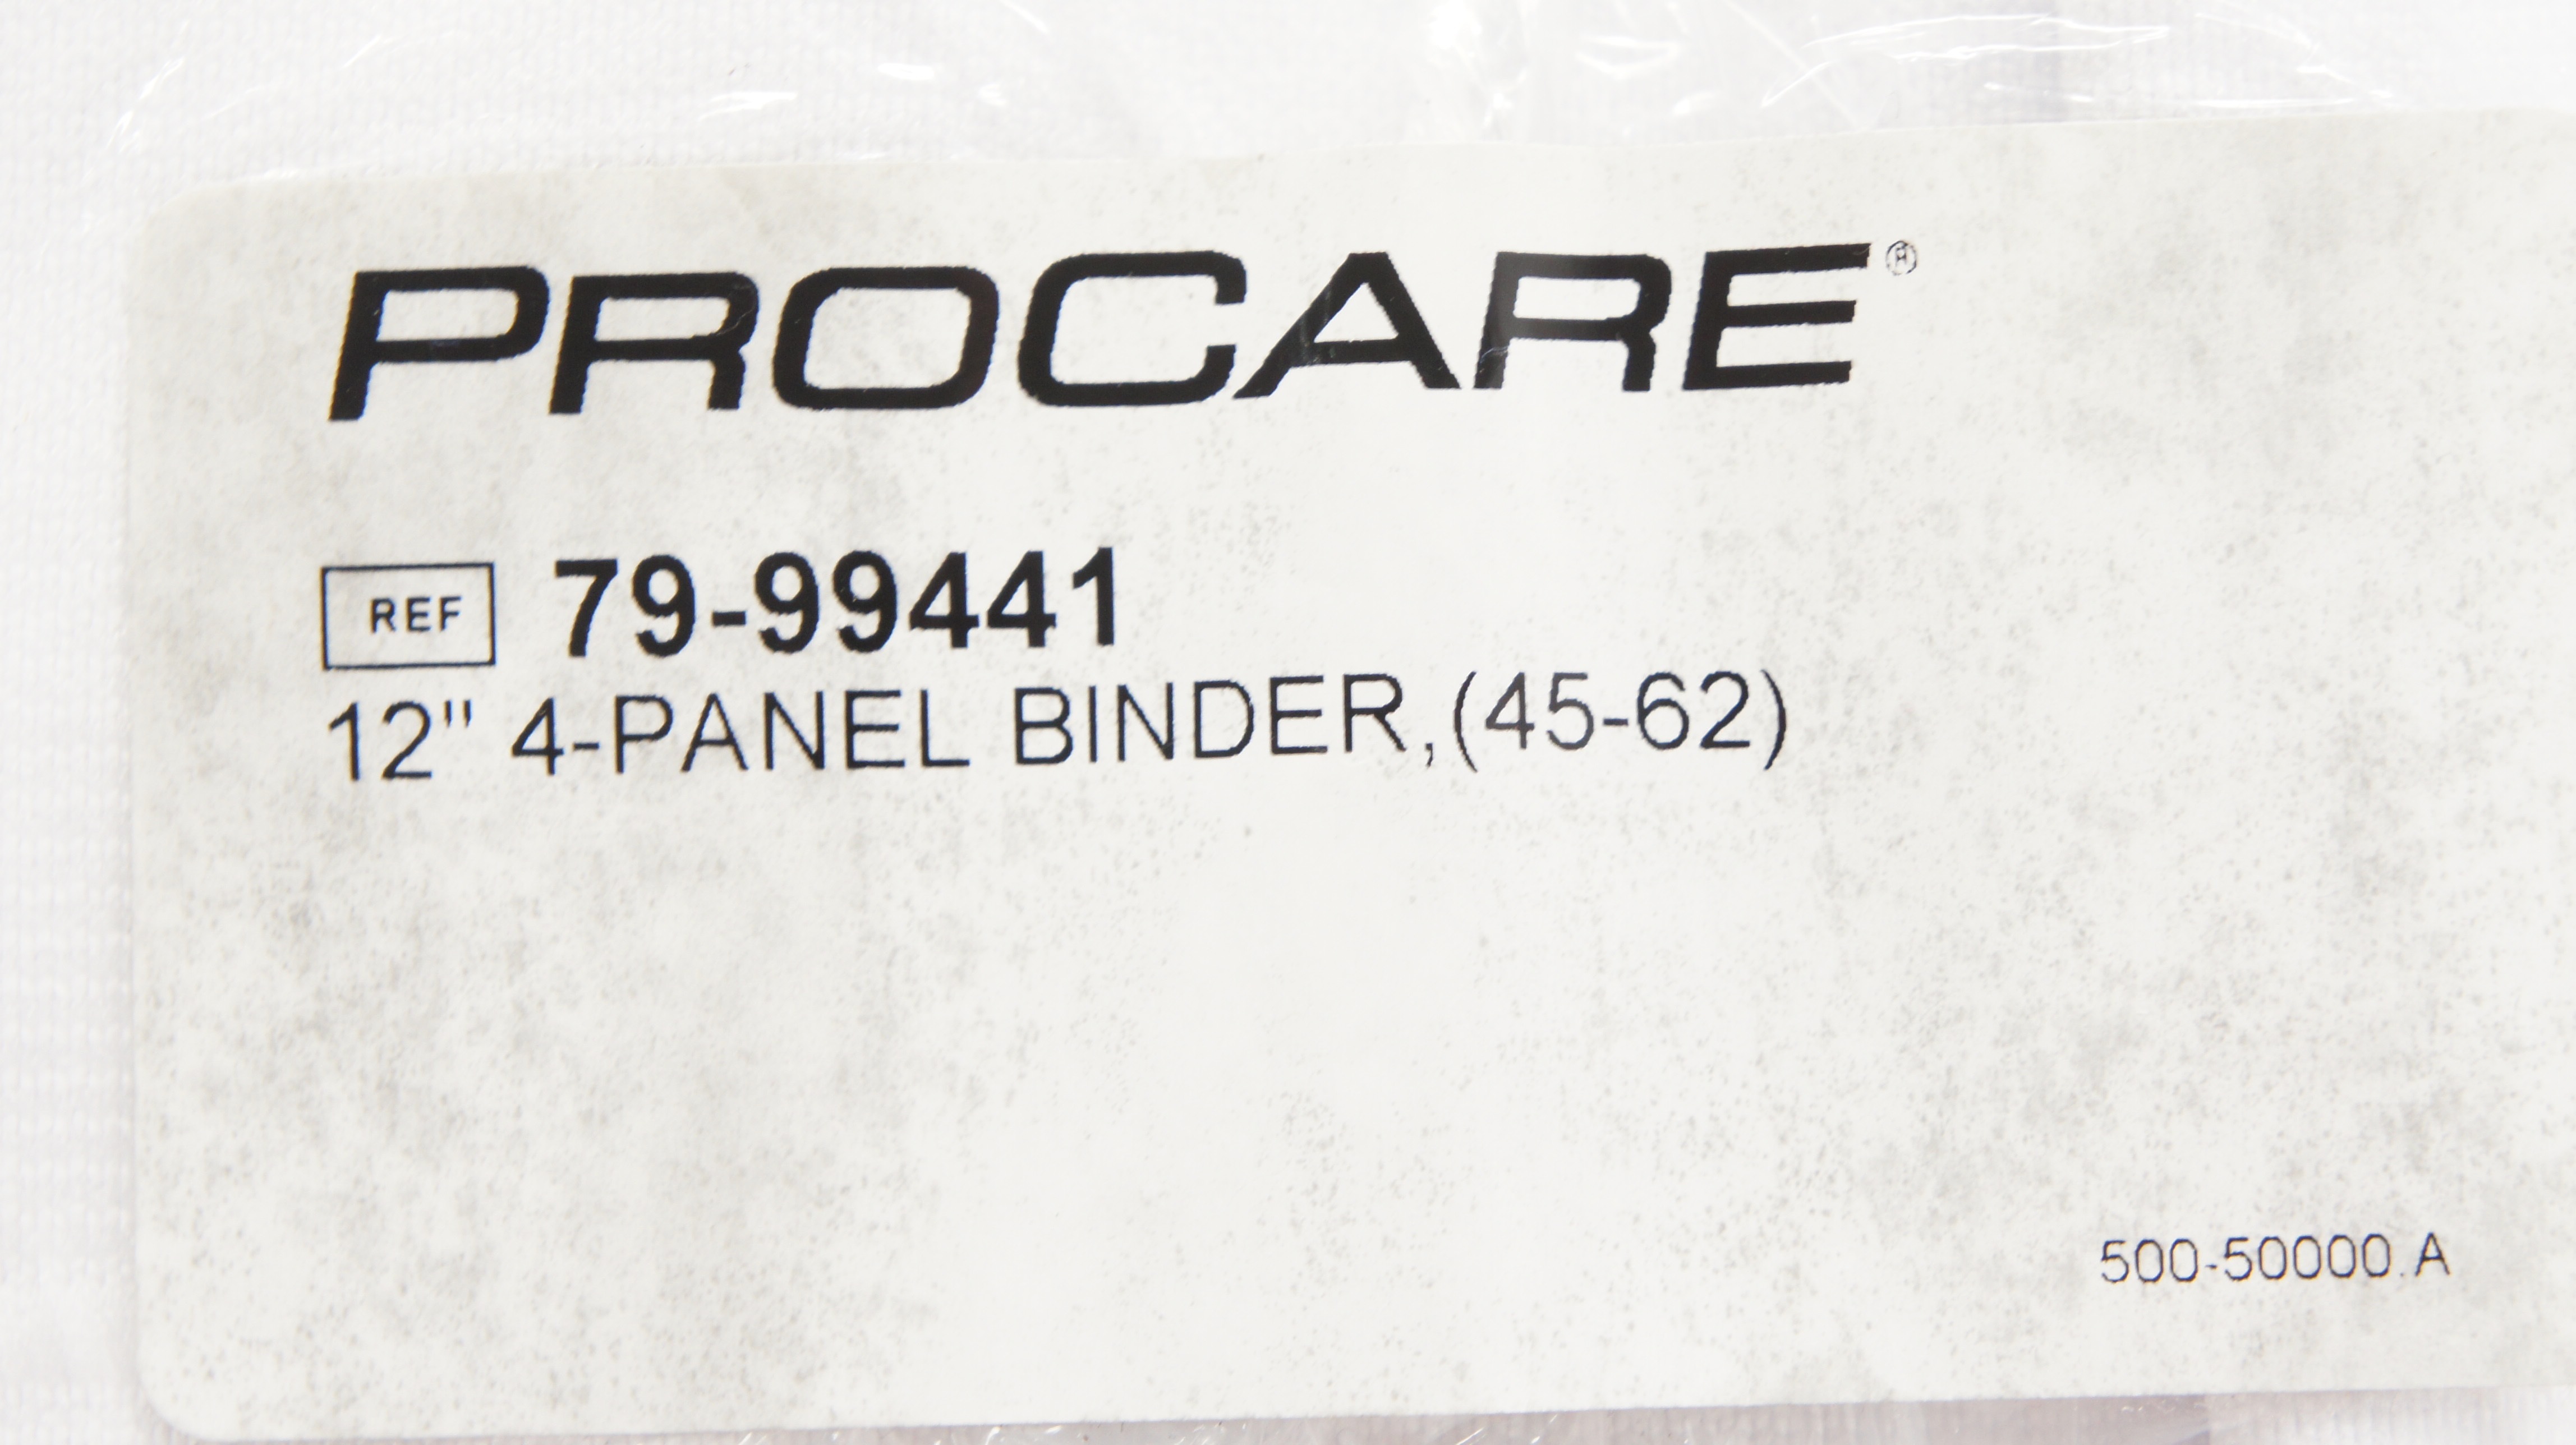 PROCARE®
REF 79-99441
12" 4-PANEL BINDER,(45-62)
500-50000.A